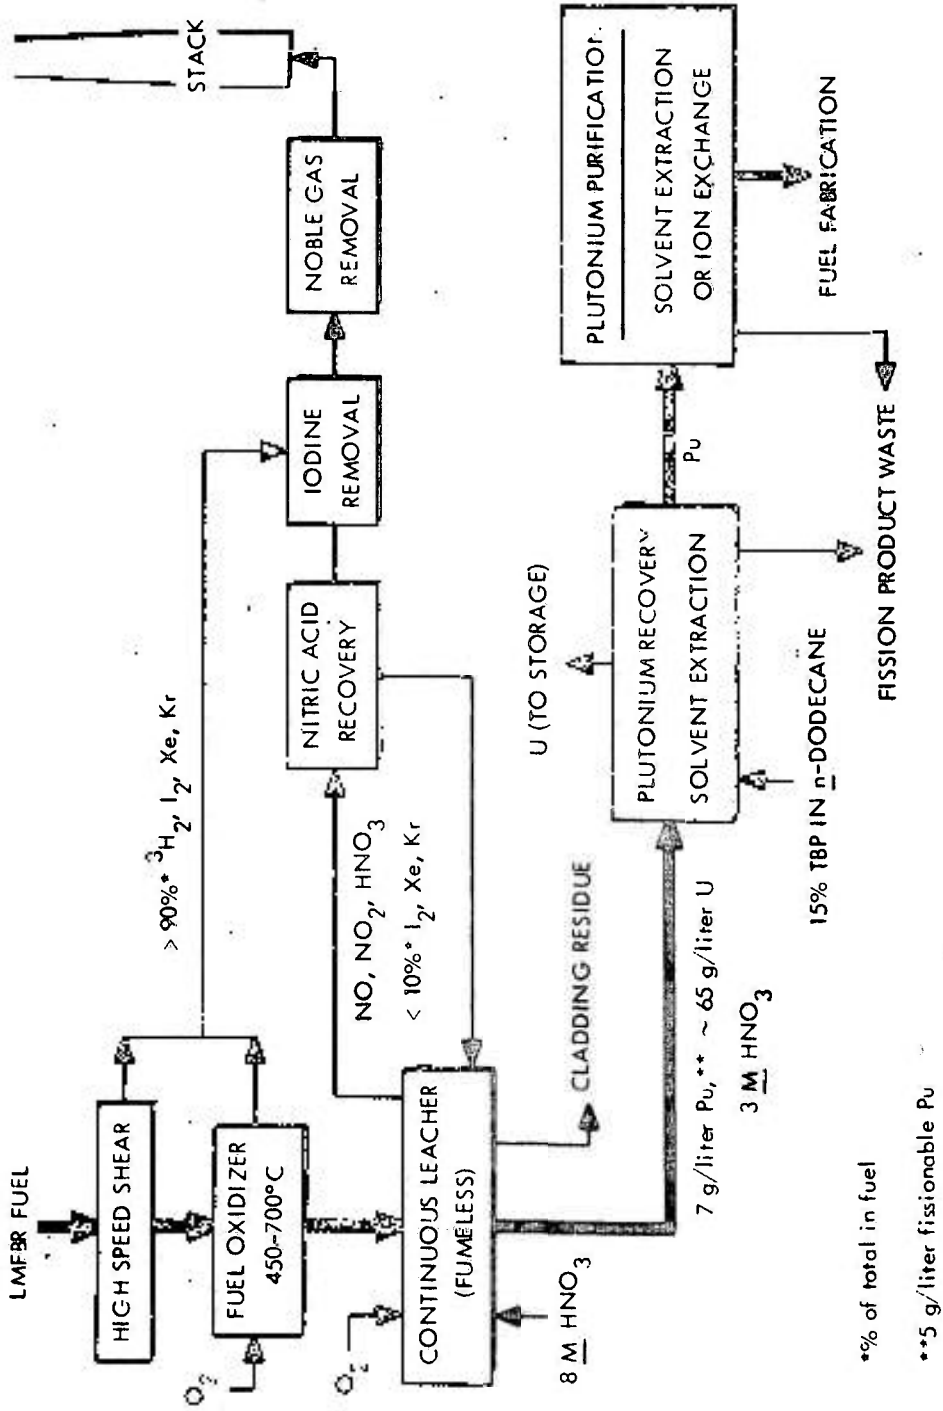 LMFBR FUEL
HIGH SPEED SHEAR
FUEL OXIDIZER
450-700°C
O2
> 90%* 3H2, I2, Xe, Kr
O2
CONTINUOUS LEACHER
(FUMELESS)
8 M HNO3
NO, NO2, HNO3
< 10%* I2, Xe, Kr
NITRIC ACID
RECOVERY
IODINE
REMOVAL
NOBLE GAS
REMOVAL
STACK
CLADDING RESIDUE
7 g/liter Pu,** ~ 65 g/liter U
3 M HNO3
U (TO STORAGE)
PLUTONIUM RECOVERY
SOLVENT EXTRACTION
15% TBP IN n-DODECANE
Pu
PLUTONIUM PURIFICATION
SOLVENT EXTRACTION
OR ION EXCHANGE
FISSION PRODUCT WASTE
FUEL FABRICATION
*% of total in fuel
**5 g/liter fissionable Pu